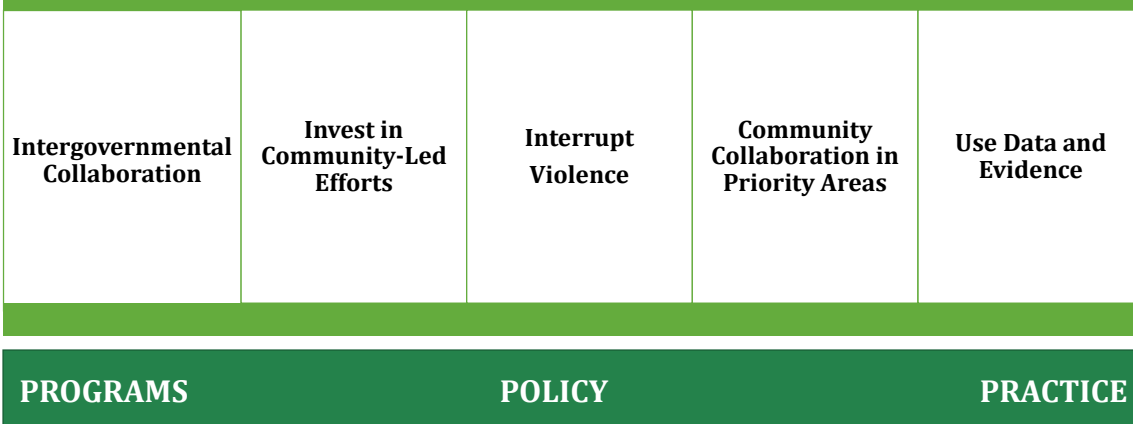 Intergovernmental
Collaboration
Invest in
Community-Led
Efforts
Interrupt
Violence
Community
Collaboration in
Priority Areas
Use Data and
Evidence
PROGRAMS POLICY PRACTICE